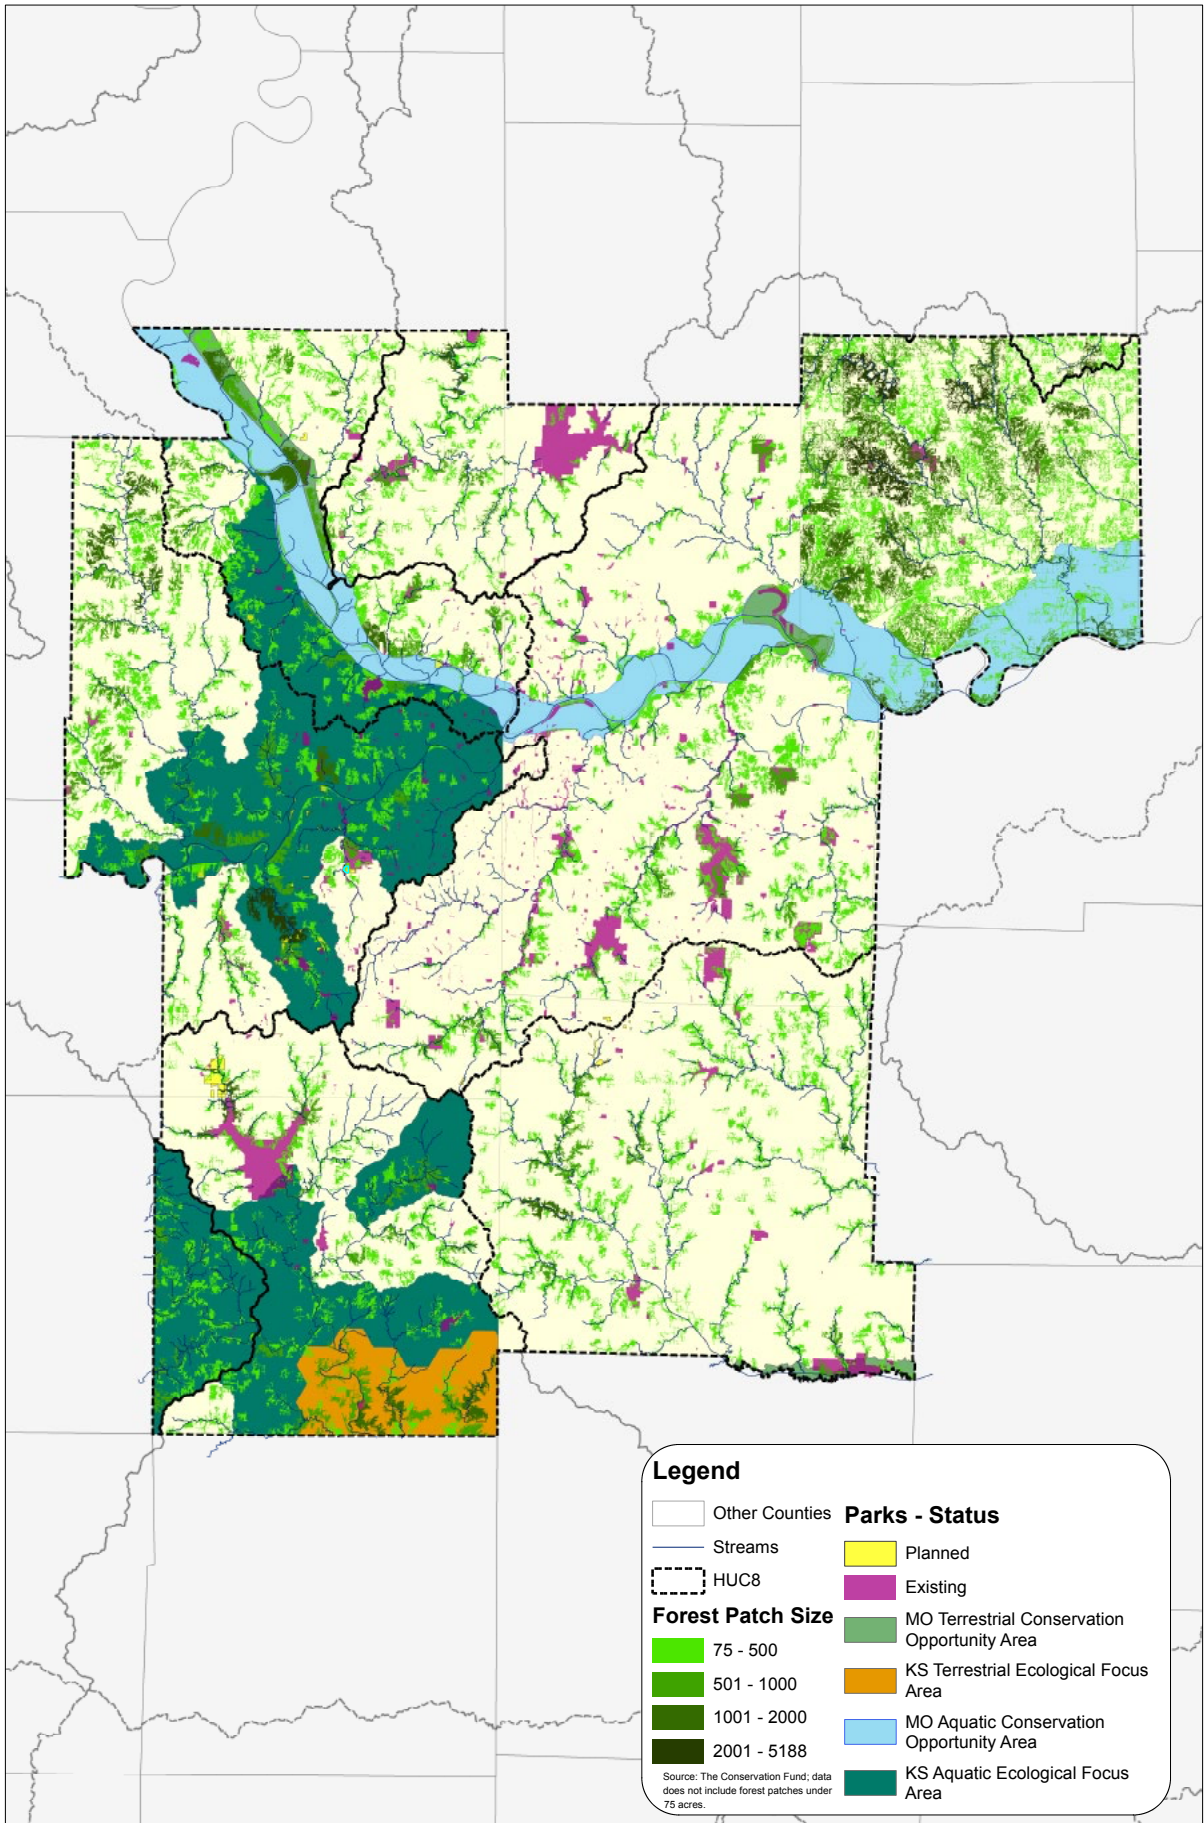 Legend
Other Counties
Streams
HUC8
Forest Patch Size
75 - 500
501 - 1000
1001 - 2000
2001 - 5188
Source: The Conservation Fund; data
does not include forest patches under
75 acres.
Parks - Status
Planned
Existing
MO Terrestrial Conservation
Opportunity Area
KS Terrestrial Ecological Focus
Area
MO Aquatic Conservation
Opportunity Area
KS Aquatic Ecological Focus
Area